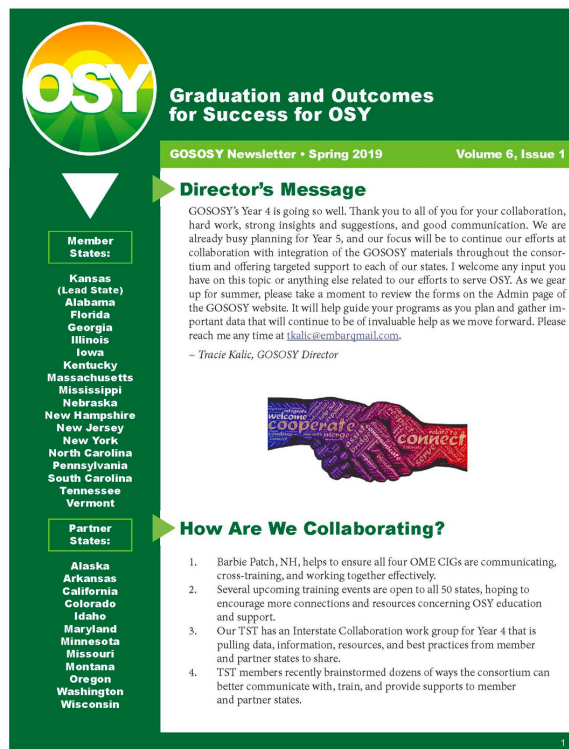 OSY
Graduation and Outcomes
for Success for OSY
GOSOSY Newsletter • Spring 2019 Volume 6, Issue 1
Member
States:
Kansas
(Lead State)
Alabama
Florida
Georgia
Illinois
Iowa
Kentucky
Massachusetts
Mississippi
Nebraska
New Hampshire
New Jersey
New York
North Carolina
Pennsylvania
South Carolina
Tennessee
Vermont
Partner
States:
Alaska
Arkansas
California
Colorado
Idaho
Maryland
Minnesota
Missouri
Montana
Oregon
Washington
Wisconsin
Director's Message
GOSOSY's Year 4 is going so well. Thank you to all of you for your collaboration,
hard work, strong insights and suggestions, and good communication. We are
already busy planning for Year 5, and our focus will be to continue our efforts at
collaboration with integration of the GOSOSY materials throughout the consor-
tium and offering targeted support to each of our states. I welcome any input you
have on this topic or anything else related to our efforts to serve OSY. As we gear
up for summer, please take a moment to review the forms on the Admin page of
the GOSOSY website. It will help guide your programs as you plan and gather im-
portant data that will continue to be of invaluable help as we move forward. Please
reach me any time at tkalic@embarqmail.com.
~ Tracie Kalic, GOSOSY Director
integrate
welcome
cooperate
merge
communicate
relate to
connect
serve
How Are We Collaborating?
1. Barbie Patch, NH, helps to ensure all four OME CIGs are communicating,
cross-training, and working together effectively.
2. Several upcoming training events are open to all 50 states, hoping to
encourage more connections and resources concerning OSY education
and support.
3. Our TST has an Interstate Collaboration work group for Year 4 that is
pulling data, information, resources, and best practices from member
and partner states to share.
4. TST members recently brainstormed dozens of ways the consortium can
better communicate with, train, and provide supports to member
and partner states.
1